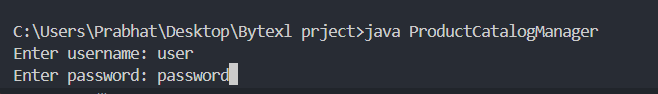 C:\Users\Prabhat\Desktop\Bytexl prject>java ProductCatalogManager
Enter username: user
Enter password: password